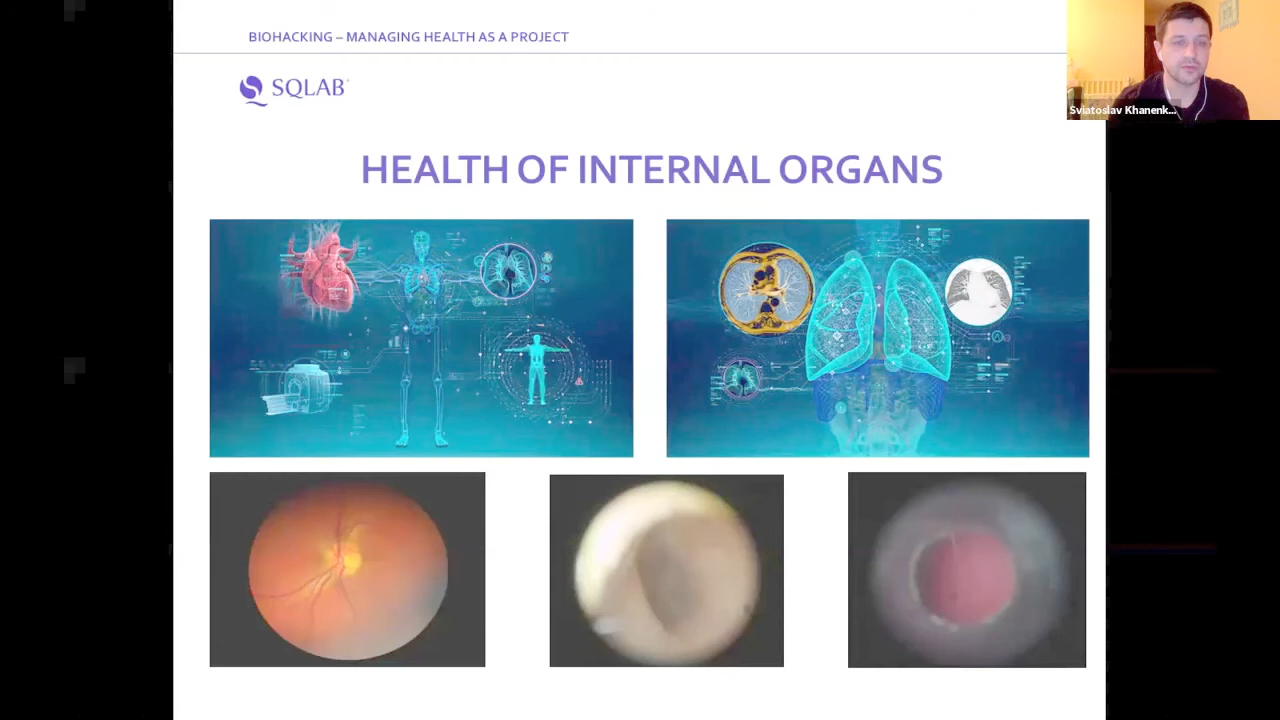 BIOHACKING – MANAGING HEALTH AS A PROJECT
SQLAB
Sviatoslav Khanenk...
HEALTH OF INTERNAL ORGANS